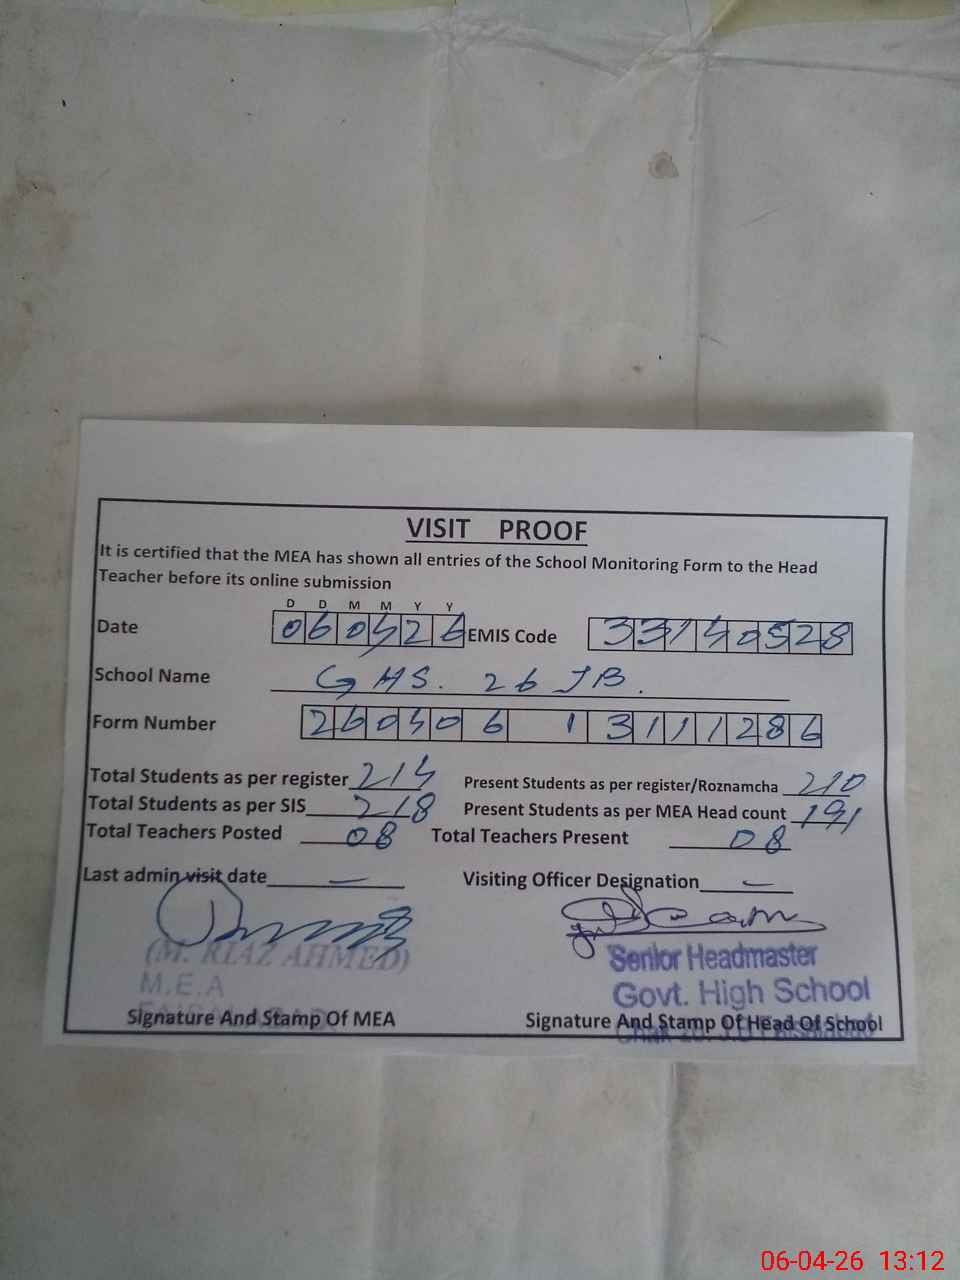 VISIT PROOF
It is certified that the MEA has shown all entries of the School Monitoring Form to the Head
Teacher before its online submission
D D M M Y Y
Date 060426 EMIS Code 33140528
School Name GHS. 26 JB.
Form Number 260406 13111286
Total Students as per register 214 Present Students as per register/Roznamcha 210
Total Students as per SIS 218 Present Students as per MEA Head count 191
Total Teachers Posted 08 Total Teachers Present 08
Last admin visit date — Visiting Officer Designation —
(M. RIAZ AHMED) Senior Headmaster
M.E.A Govt. High School
Signature And Stamp Of MEA Signature And Stamp Of Head Of School
06-04-26 13:12